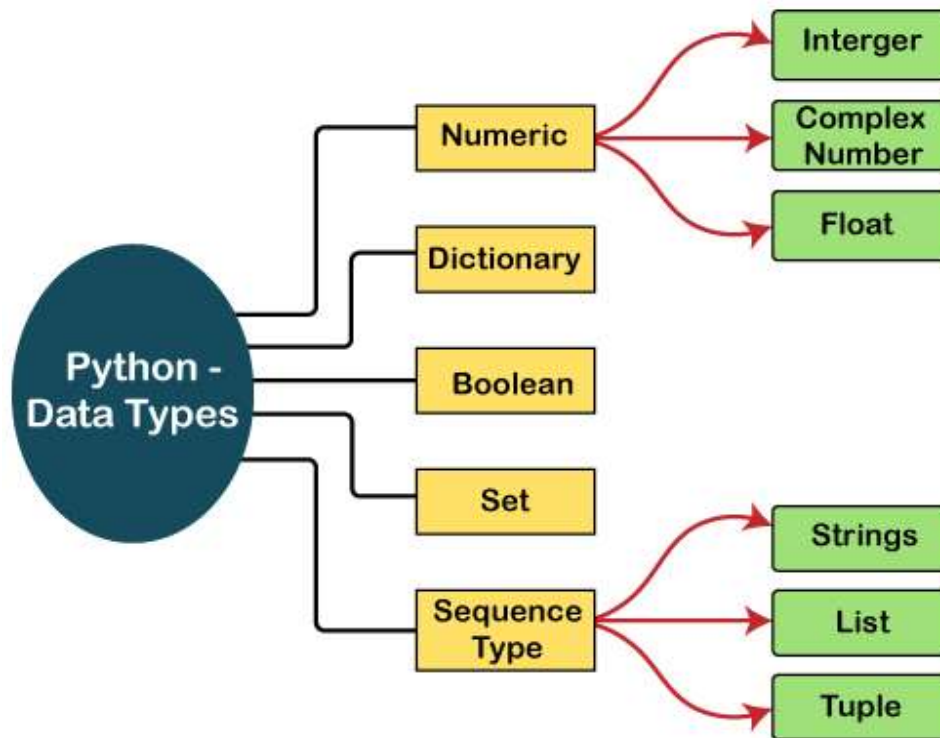 Python -
Data Types
Numeric
Dictionary
Boolean
Set
Sequence
Type
Interger
Complex
Number
Float
Strings
List
Tuple